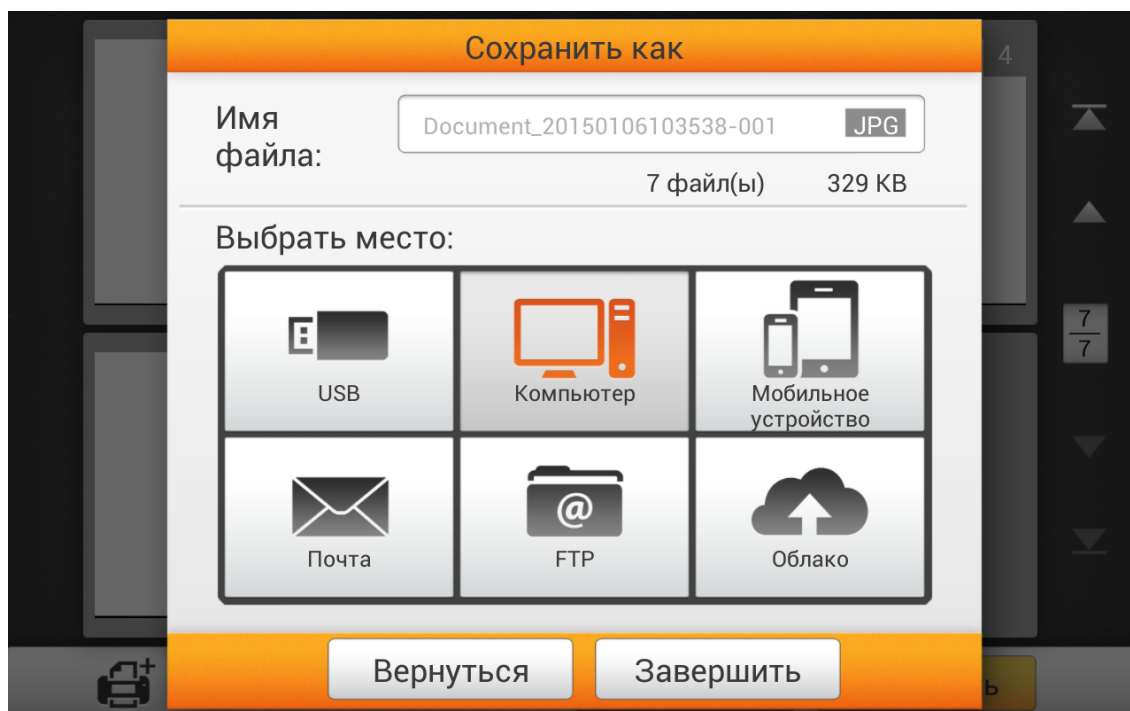 Сохранить как
4
Имя
файла:
Document_20150106103538-001
JPG
7 файл(ы) 329 KB
Выбрать место:
USB
Компьютер
Мобильное
устройство
7
7
Почта
FTP
Облако
Вернуться
Завершить
ь